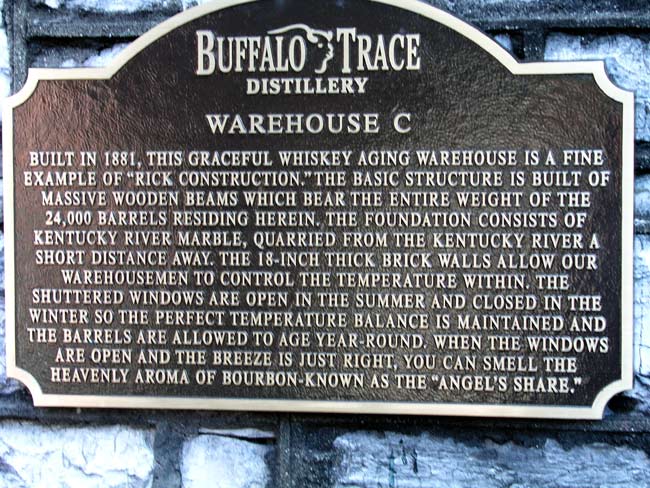 BUFFALO TRACE
DISTILLERY
WAREHOUSE C
BUILT IN 1881, THIS GRACEFUL WHISKEY AGING WAREHOUSE IS A FINE
EXAMPLE OF "RICK CONSTRUCTION." THE BASIC STRUCTURE IS BUILT OF
MASSIVE WOODEN BEAMS WHICH BEAR THE ENTIRE WEIGHT OF THE
24,000 BARRELS RESIDING HEREIN. THE FOUNDATION CONSISTS OF
KENTUCKY RIVER MARBLE, QUARRIED FROM THE KENTUCKY RIVER A
SHORT DISTANCE AWAY. THE 18-INCH THICK BRICK WALLS ALLOW OUR
WAREHOUSEMEN TO CONTROL THE TEMPERATURE WITHIN. THE
SHUTTERED WINDOWS ARE OPEN IN THE SUMMER AND CLOSED IN THE
WINTER SO THE PERFECT TEMPERATURE BALANCE IS MAINTAINED AND
THE BARRELS ARE ALLOWED TO AGE YEAR-ROUND. WHEN THE WINDOWS
ARE OPEN AND THE BREEZE IS JUST RIGHT, YOU CAN SMELL THE
HEAVENLY AROMA OF BOURBON-KNOWN AS THE "ANGEL'S SHARE."